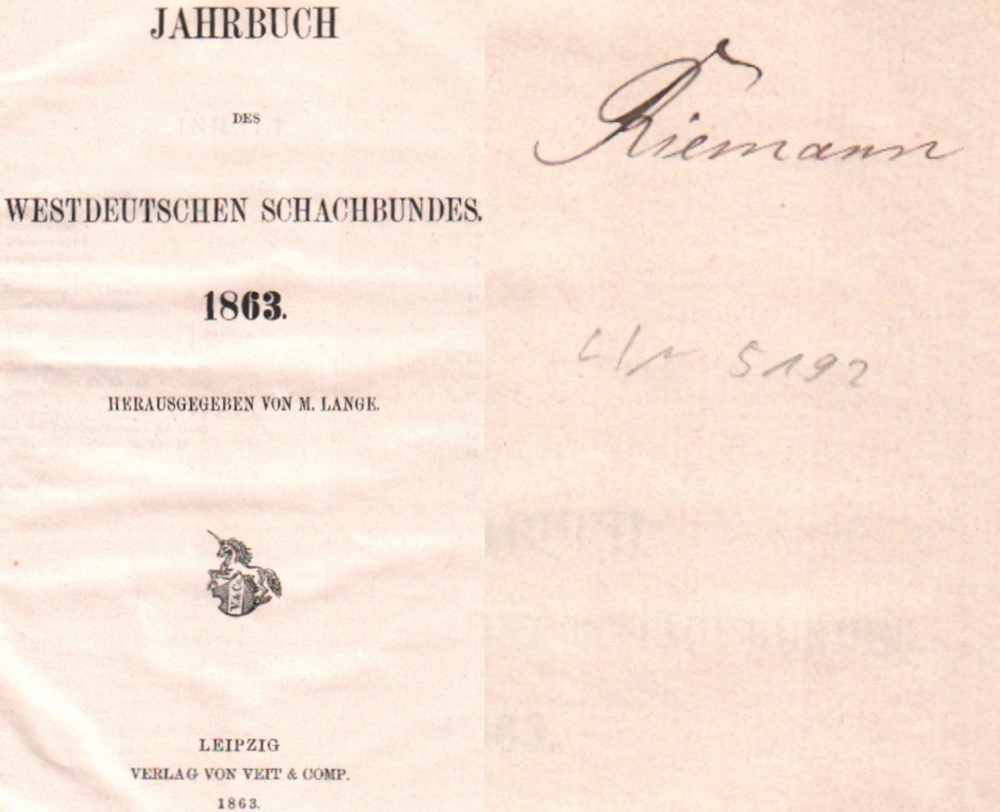 JAHRBUCH
DES
WESTDEUTSCHEN SCHACHBUNDES.
1863.
HERAUSGEGEBEN VON M. LANGE.
V.&C.
LEIPZIG
VERLAG VON VEIT & COMP.
1863.
Riemann
5192